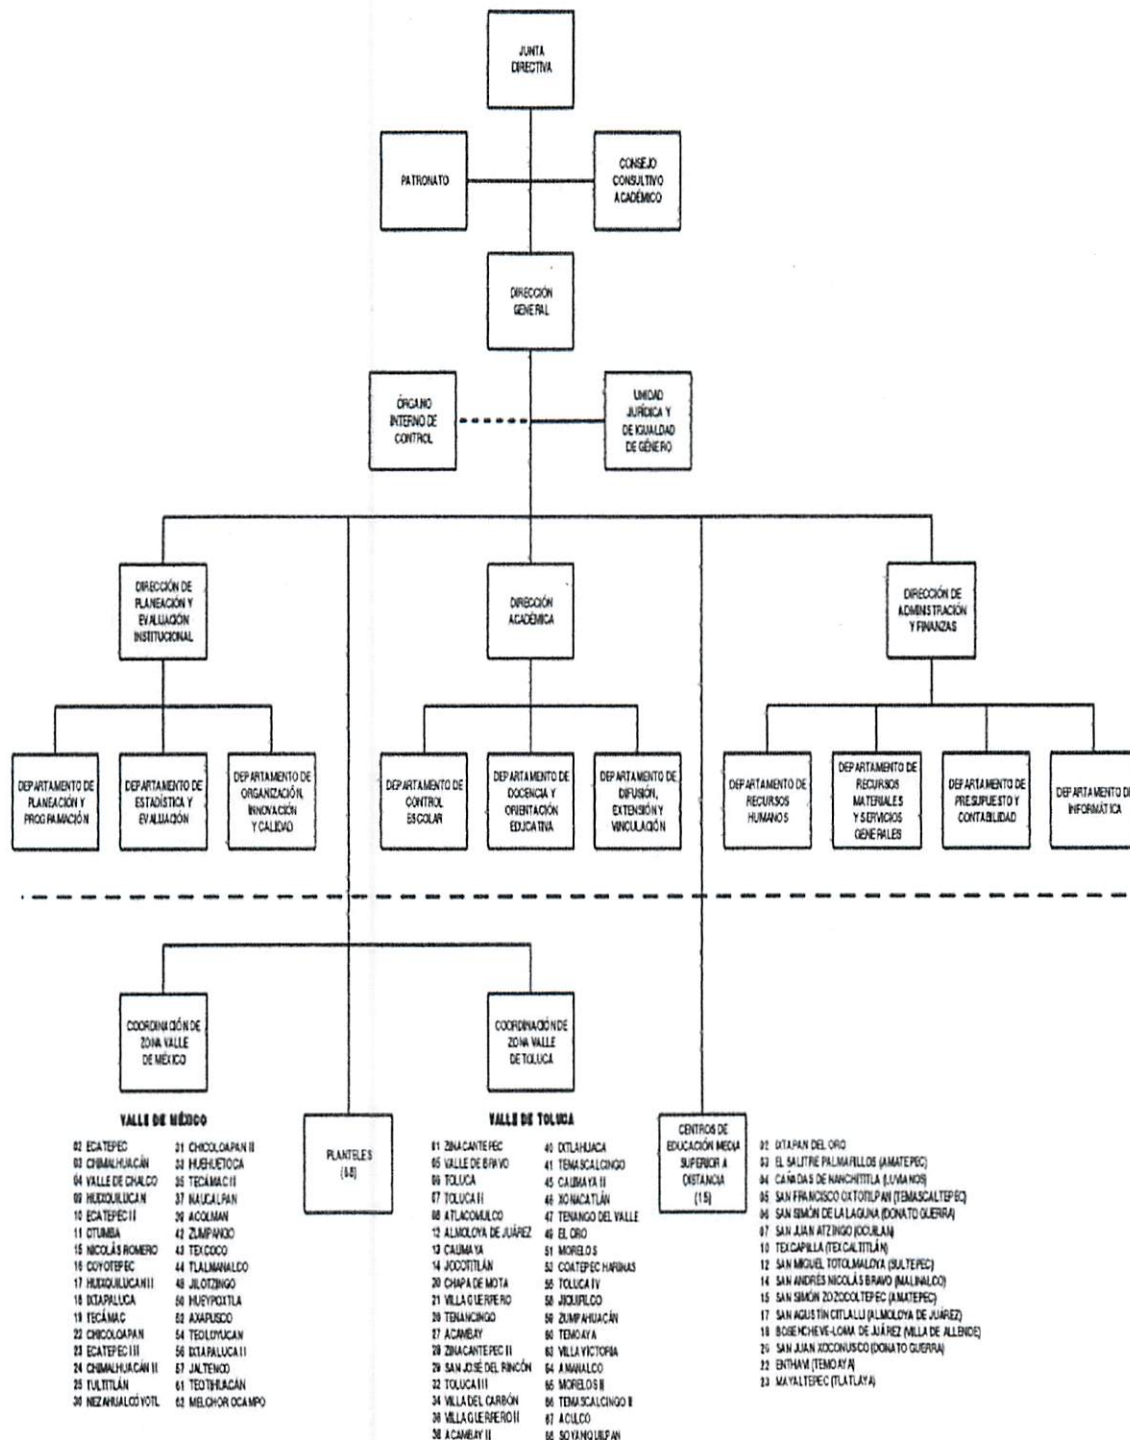 JUNTA
DIRECTIVA
PATRONATO
CONSEJO
CONSULTIVO
ACADÉMICO
DIRECCIÓN
GENERAL
ÓRGANO
INTERNO DE
CONTROL
UNIDAD
JURÍDICA Y
DE IGUALDAD
DE GÉNERO
DIRECCIÓN DE
PLANEACIÓN Y
EVALUACIÓN
INSTITUCIONAL
DIRECCIÓN
ACADÉMICA
DIRECCIÓN DE
ADMINISTRACIÓN
Y FINANZAS
DEPARTAMENTO DE
PLANEACIÓN Y
PROGRAMACIÓN
DEPARTAMENTO DE
ESTADÍSTICA Y
EVALUACIÓN
DEPARTAMENTO DE
ORGANIZACIÓN,
INNOVACIÓN
Y CALIDAD
DEPARTAMENTO DE
CONTROL
ESCOLAR
DEPARTAMENTO DE
DOCENCIA Y
ORIENTACIÓN
EDUCATIVA
DEPARTAMENTO DE
DIFUSIÓN,
EXTENSIÓN Y
VINCULACIÓN
DEPARTAMENTO DE
RECURSOS
HUMANOS
DEPARTAMENTO DE
RECURSOS
MATERIALES
Y SERVICIOS
GENERALES
DEPARTAMENTO DE
PRESUPUESTO Y
CONTABILIDAD
DEPARTAMENTO DE
INFORMÁTICA
COORDINACIÓN DE
ZONA VALLE
DE MÉXICO
COORDINACIÓN DE
ZONA VALLE
DE TOLUCA
VALLE DE MÉXICO
02 ECATEPEC
03 CHIMALHUACÁN
04 VALLE DE CHALCO
09 HUIXQUILUCAN
10 ECATEPEC II
11 OTUMBA
15 NICOLÁS ROMERO
16 COYOTEPEC
17 HUIXQUILUCAN II
18 IXTAPALUCA
19 TECÁMAC
22 CHICOLOAPAN
23 ECATEPEC III
24 CHIMALHUACÁN II
25 TULTITLÁN
30 NEZAHUALCÓYOTL
31 CHICOLOAPAN II
33 HUEHUETOCA
35 TECÁMAC II
37 NAUCALPAN
39 ACOLMAN
42 ZUMPANGO
43 TEXCOCO
44 TLALMANALCO
48 JILOTZINGO
50 HUEYPOXTLA
52 AXAPUSCO
54 TEOLOYUCAN
56 IXTAPALUCA II
57 JALTENCO
61 TEOTIHUACÁN
62 MELCHOR OCAMPO
PLANTELES
VALLE DE TOLUCA
01 ZINACANTEPEC
05 VALLE DE BRAVO
06 TOLUCA
07 TOLUCA II
08 ATLACOMULCO
12 ALMOLOYA DE JUÁREZ
13 CALIMAYA
14 JOCOTITLÁN
20 CHAPA DE MOTA
21 VILLA GUERRERO
26 TENANCINGO
27 ACAMBAY
28 ZINACANTEPEC II
29 SAN JOSÉ DEL RINCÓN
32 TOLUCA III
34 VILLA DEL CARBÓN
36 VILLA GUERRERO II
38 ACAMBAY II
40 IXTLAHUACA
41 TEMASCALCINGO
45 CALIMAYA II
46 XONACATLÁN
47 TENANGO DEL VALLE
49 EL ORO
51 MORELOS
53 COATEPEC HARINAS
55 TOLUCA IV
58 JIQUIPILCO
59 ZUMPAHUACÁN
60 TEMOAYA
63 VILLA VICTORIA
64 AMANALCO
65 MORELOS II
66 TEMASCALCINGO II
67 ACULCO
68 SOYANIQUILPAN
CENTROS DE
EDUCACIÓN MEDIA
SUPERIOR A
DISTANCIA
(15)
02 IXTAPAN DEL ORO
03 EL SALITRE PALMARILLOS (AMATEPEC)
04 CAÑADAS DE NANCHITITLA (LUVIANOS)
05 SAN FRANCISCO OXTOTILPAN (TEMASCALTEPEC)
06 SAN SIMÓN DE LA LAGUNA (DONATO GUERRA)
07 SAN JUAN ATZINGO (OCUILAN)
10 TEXCAPILLA (TEXCALTITLÁN)
12 SAN MIGUEL TOTOLMALOYA (SULTEPEC)
14 SAN ANDRÉS NICOLÁS BRAVO (MALINALCO)
15 SAN SIMÓN ZOZOCOLTEPEC (AMATEPEC)
17 SAN AGUSTÍN CITLALLI (ALMOLOYA DE JUÁREZ)
18 BOSENCHEVE-LOMA DE JUÁREZ (VILLA DE ALLENDE)
20 SAN JUAN XOCONUSCO (DONATO GUERRA)
22 ENTHAVI (TEMOAYA)
23 MAYALTEPEC (TLATLAYA)